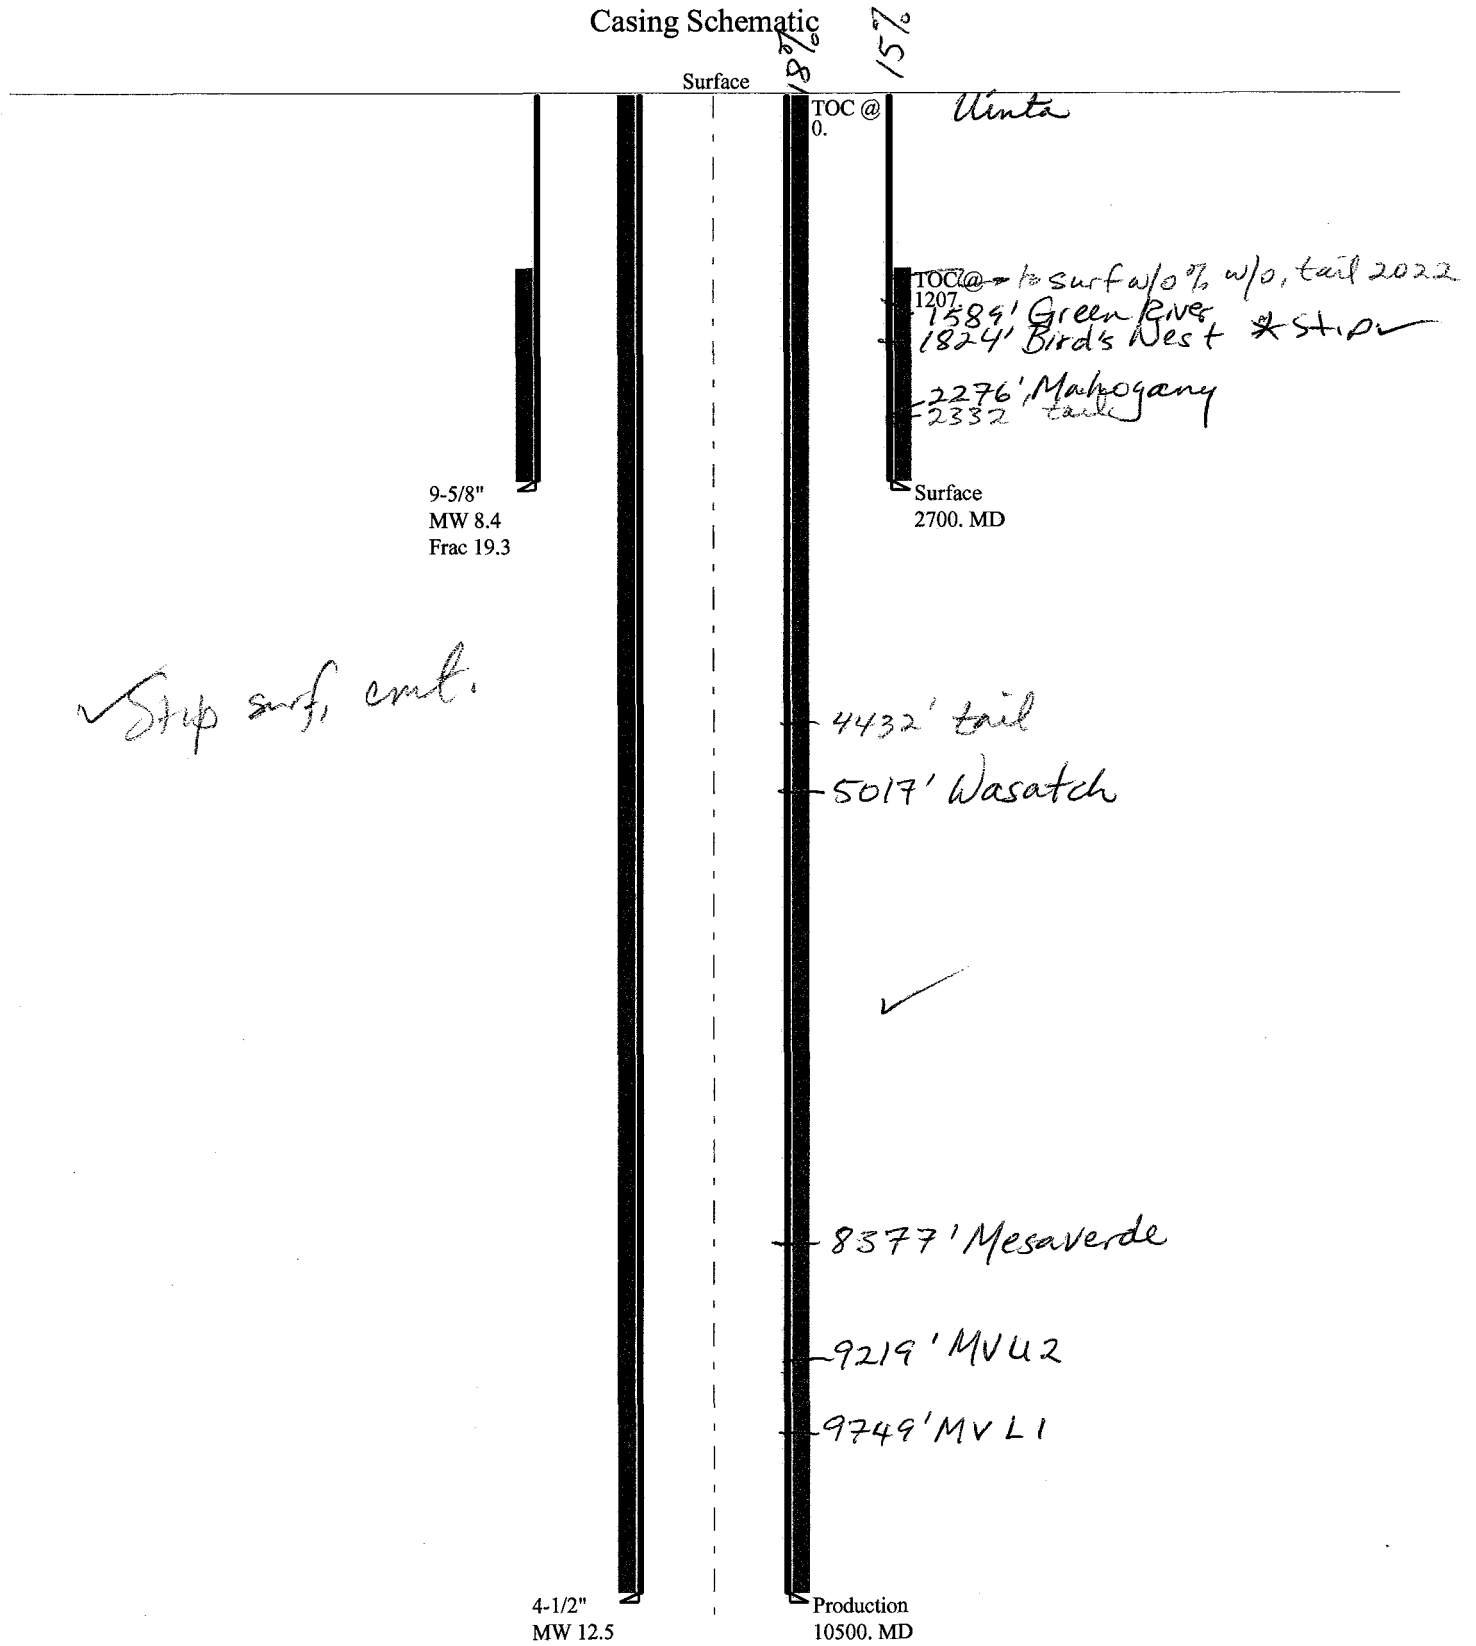 Casing Schematic
18%
15%
Surface
TOC @
0.
Uinta
TOC @ to surf w/0% w/o, tail 2022
1207.
1589' Green River
1824' Bird's Nest * Stip ✓
2276' Mahogany
2332' tail
9-5/8"
MW 8.4
Frac 19.3
Surface
2700. MD
✓ Stip surf, cmt.
4432' tail
5017' Wasatch
✓
8377' Mesaverde
9219' MVU2
9749' MVL1
4-1/2"
MW 12.5
Production
10500. MD